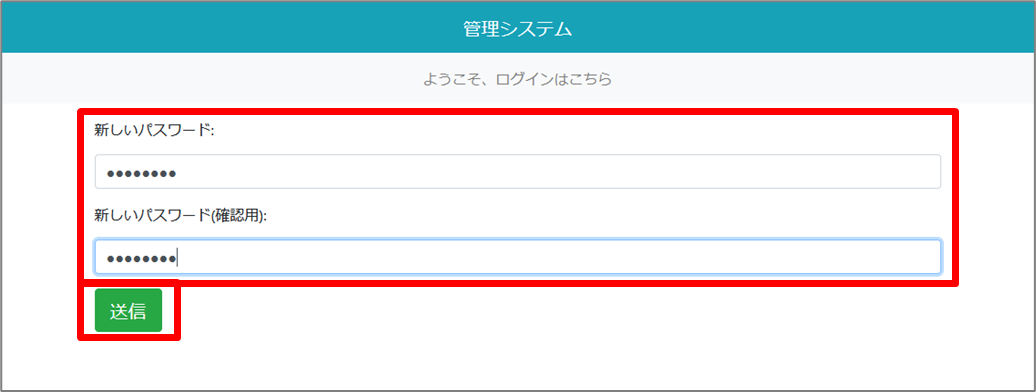 管理システム
ようこそ、ログインはこちら
新しいパスワード:
●●●●●●●●
新しいパスワード(確認用):
●●●●●●●●
送信